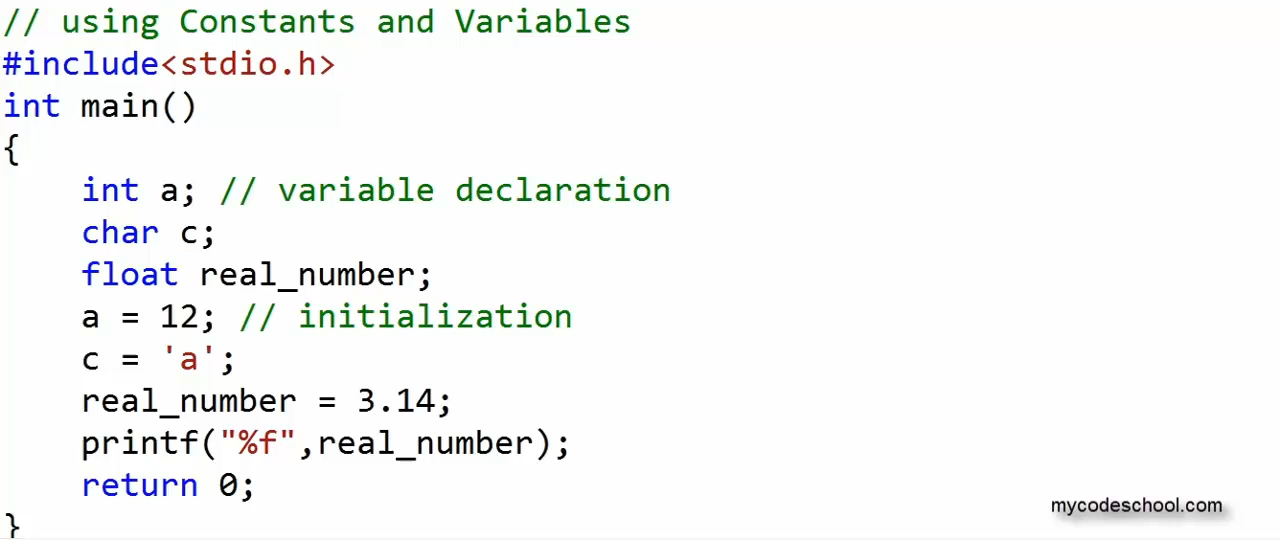 // using Constants and Variables
#include<stdio.h>
int main()
{
    int a; // variable declaration
    char c;
    float real_number;
    a = 12; // initialization
    c = 'a';
    real_number = 3.14;
    printf("%f",real_number);
    return 0;
}
mycodeschool.com